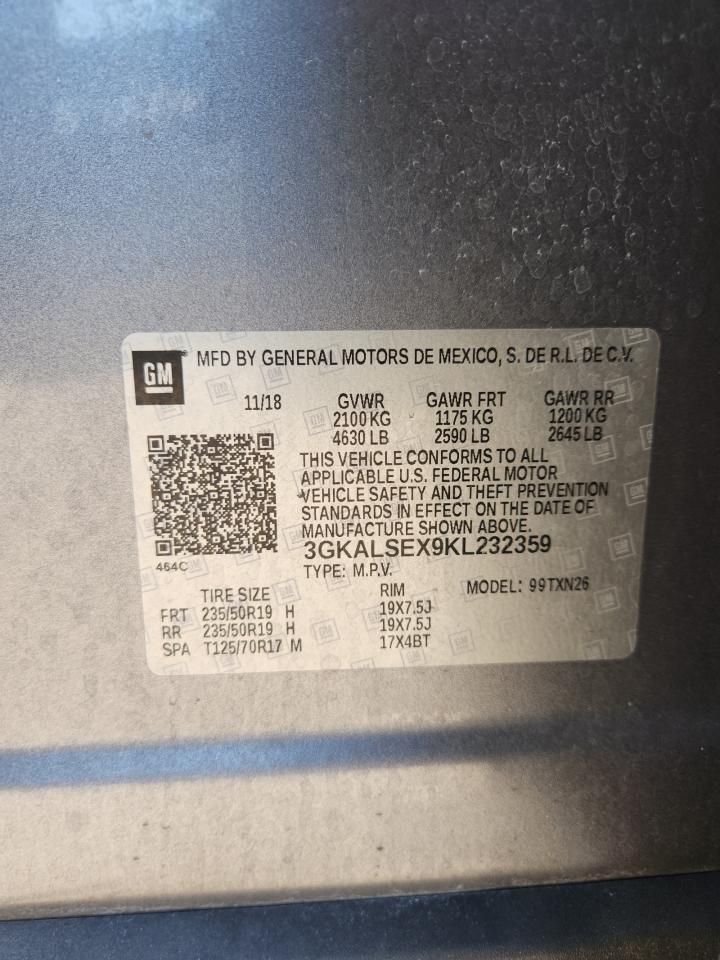 GM
MFD BY GENERAL MOTORS DE MEXICO, S. DE R.L. DE C.V.
11/18 GVWR GAWR FRT GAWR RR
2100 KG 1175 KG 1200 KG
4630 LB 2590 LB 2645 LB
THIS VEHICLE CONFORMS TO ALL
APPLICABLE U.S. FEDERAL MOTOR
VEHICLE SAFETY AND THEFT PREVENTION
STANDARDS IN EFFECT ON THE DATE OF
MANUFACTURE SHOWN ABOVE.
3GKALSEX9KL232359
464C
TYPE: M.P.V. MODEL: 99TXN26
TIRE SIZE RIM
FRT 235/50R19 H 19X7.5J
RR 235/50R19 H 19X7.5J
SPA T125/70R17 M 17X4BT